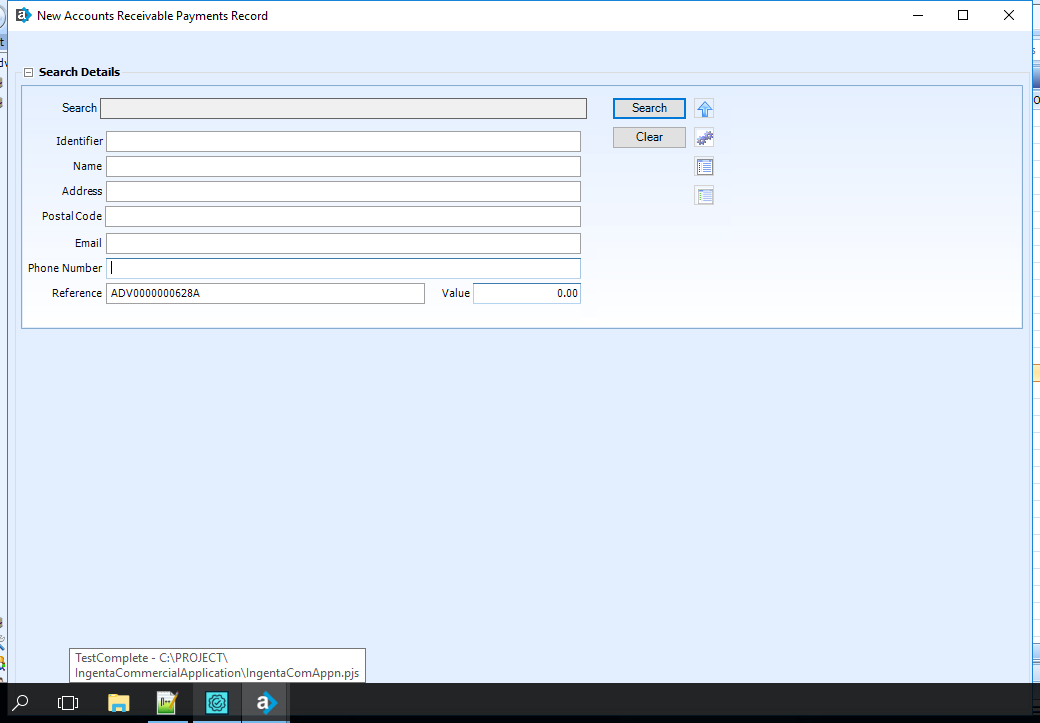 New Accounts Receivable Payments Record
Search Details
Search
Search
Identifier
Clear
Name
Address
Postal Code
Email
Phone Number
Reference ADV0000000628A Value 0.00
TestComplete - C:\PROJECT\
IngentaCommercialApplication\IngentaComAppn.pjs